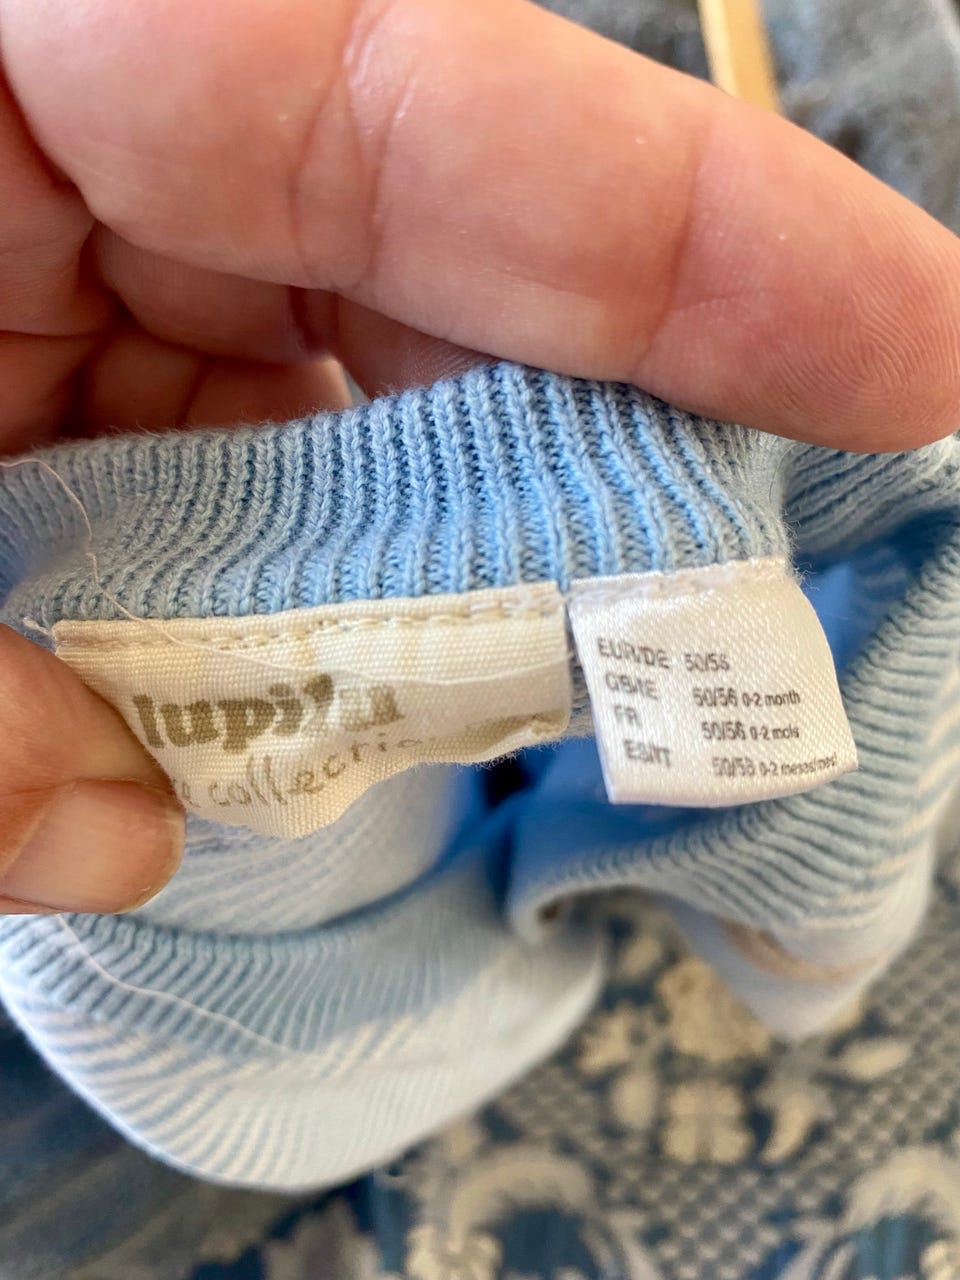 lupilu
collection
EUR/DE 50/56
GB/IE 50/56 0-2 month
FR 50/56 0-2 mois
ES/IT 50/56 0-2 meses/mesi